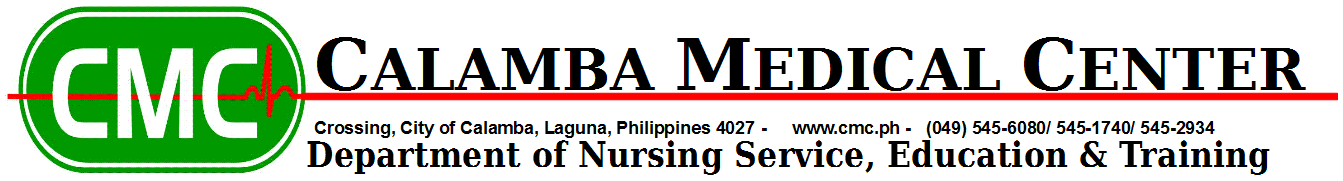 CMC
CALAMBA MEDICAL CENTER
Crossing, City of Calamba, Laguna, Philippines 4027 - www.cmc.ph - (049) 545-6080/ 545-1740/ 545-2934
Department of Nursing Service, Education & Training